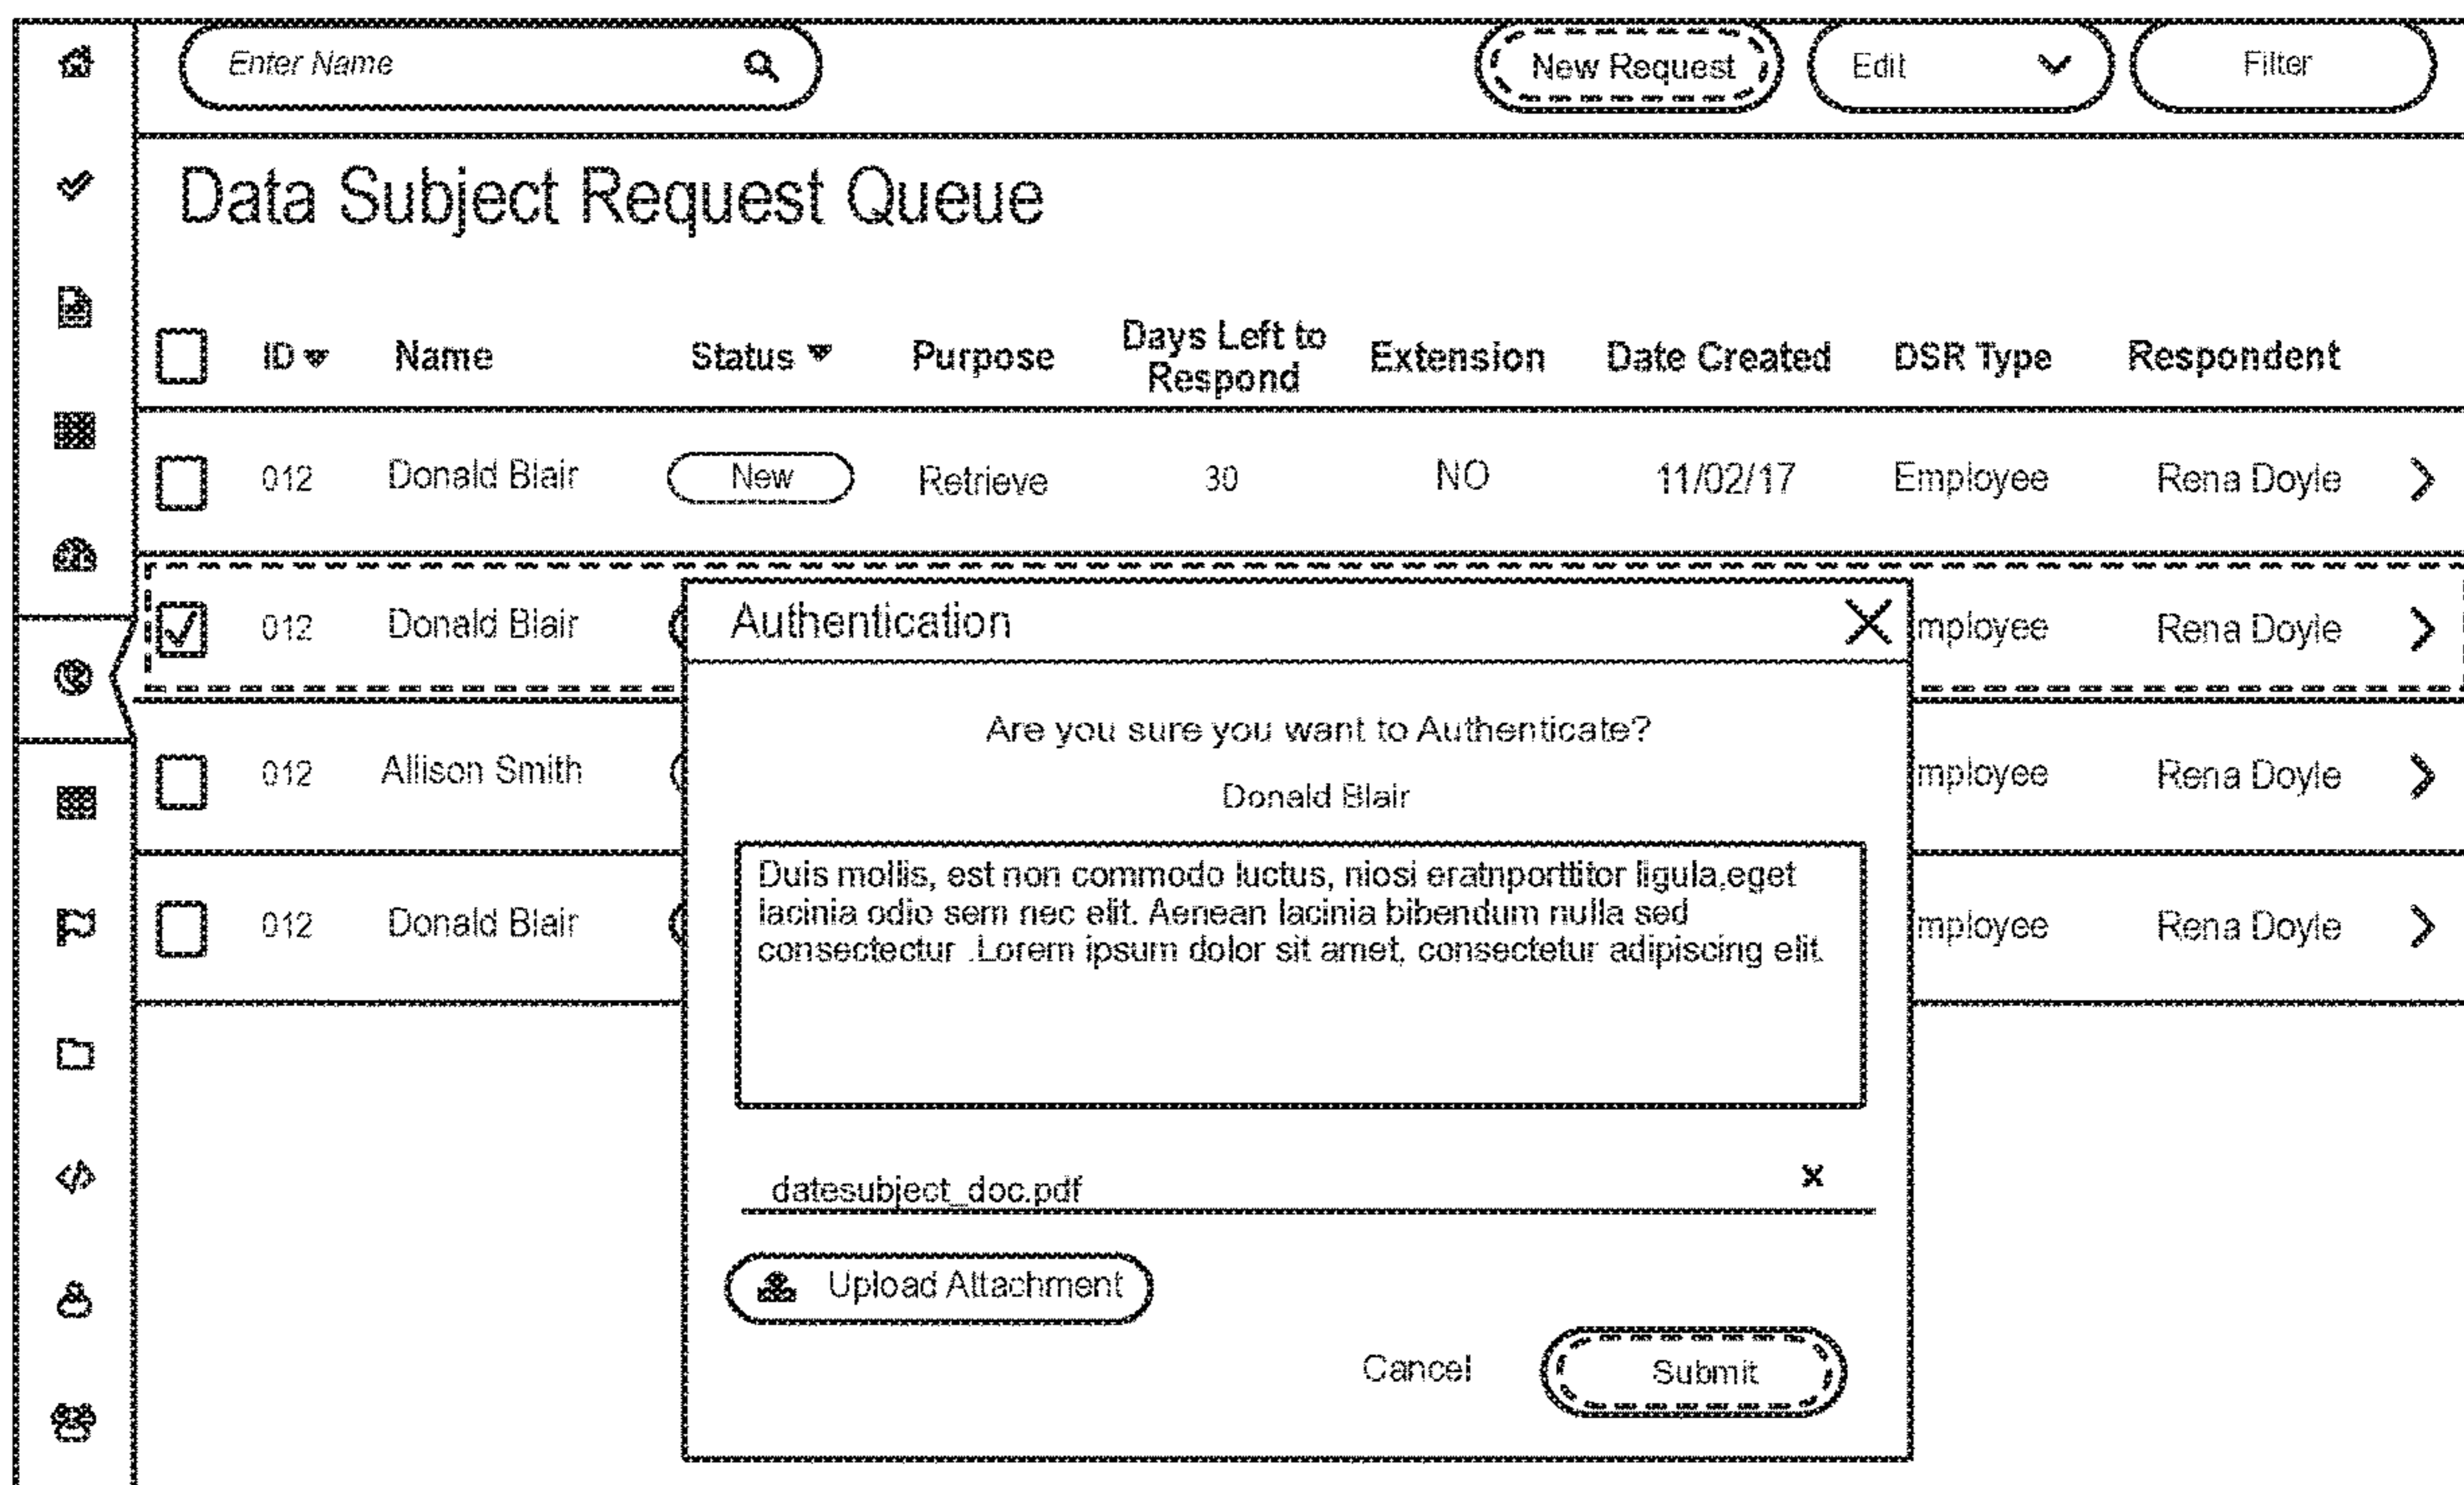 Enter Name
New Request
Edit
Filter
Data Subject Request Queue
ID Name Status Purpose Days Left to Respond Extension Date Created DSR Type Respondent
012 Donald Blair New Retrieve 30 NO 11/02/17 Employee Rena Doyle
012 Donald Blair mployee Rena Doyle
012 Allison Smith mployee Rena Doyle
012 Donald Blair mployee Rena Doyle
Authentication
Are you sure you want to Authenticate?
Donald Blair
Duis mollis, est non commodo luctus, niosi eratnporttitor ligula,eget
lacinia odio sem nec elit. Aenean lacinia bibendum nulla sed
consectectur .Lorem ipsum dolor sit amet, consectetur adipiscing elit.
datesubject_doc.pdf x
Upload Attachment
Cancel
Submit